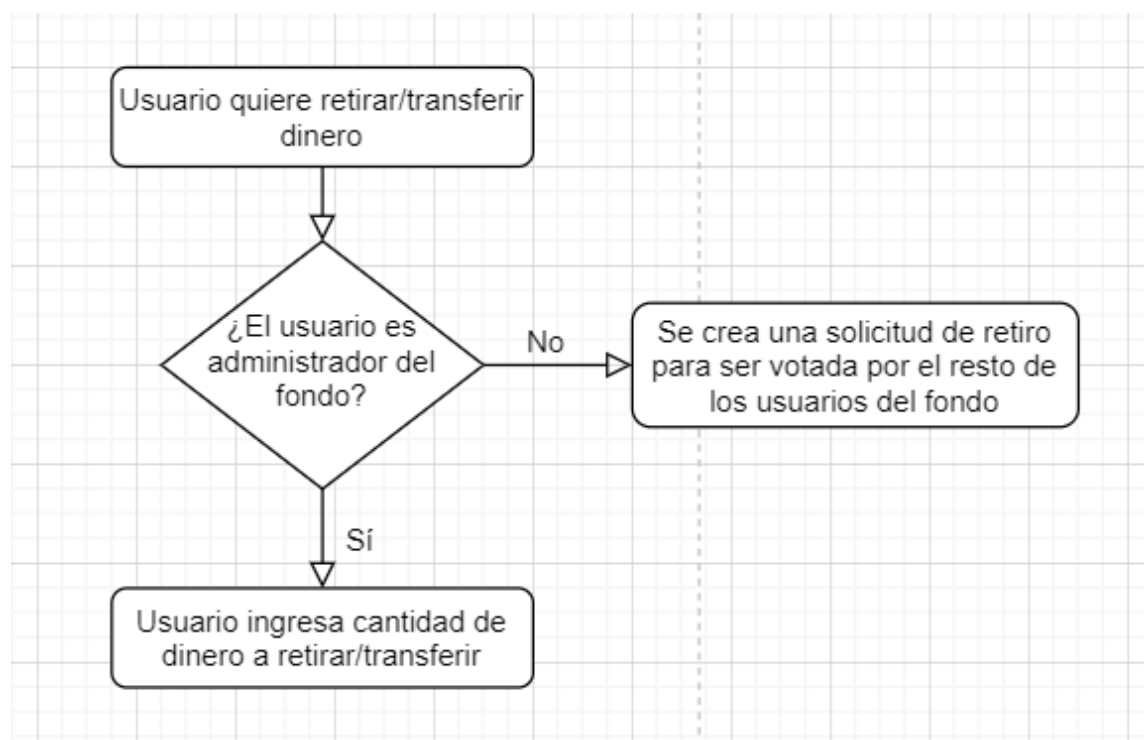 Usuario quiere retirar/transferir
dinero
¿El usuario es
administrador del
fondo?
No
Se crea una solicitud de retiro
para ser votada por el resto de
los usuarios del fondo
Sí
Usuario ingresa cantidad de
dinero a retirar/transferir